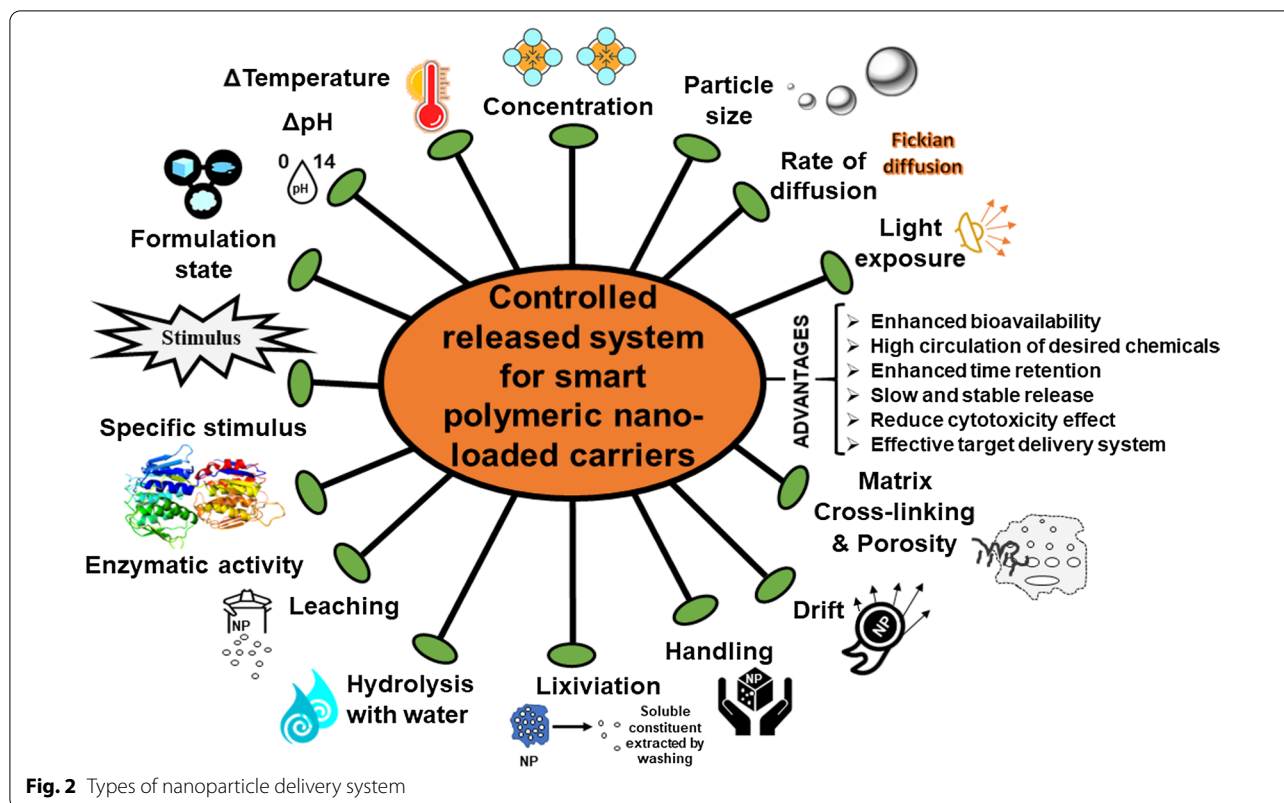 ΔTemperature
Concentration
Particle
size
ΔpH
0 14
pH
Rate of
diffusion
Fickian
diffusion
Light
exposure
Formulation
state
Stimulus
Specific stimulus
Enzymatic activity
Controlled
released system
for smart
polymeric nano-
loaded carriers
ADVANTAGES
➢ Enhanced bioavailability
➢ High circulation of desired chemicals
➢ Enhanced time retention
➢ Slow and stable release
➢ Reduce cytotoxicity effect
➢ Effective target delivery system
Matrix
Cross-linking
& Porosity
Drift
NP
Handling
NP
Lixiviation
NP
Soluble
constituent
extracted by
washing
Hydrolysis
with water
Leaching
NP
Fig. 2 Types of nanoparticle delivery system